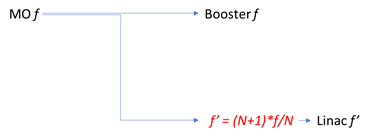 MO f Booster f
f' = (N+1)*f/N Linac f'